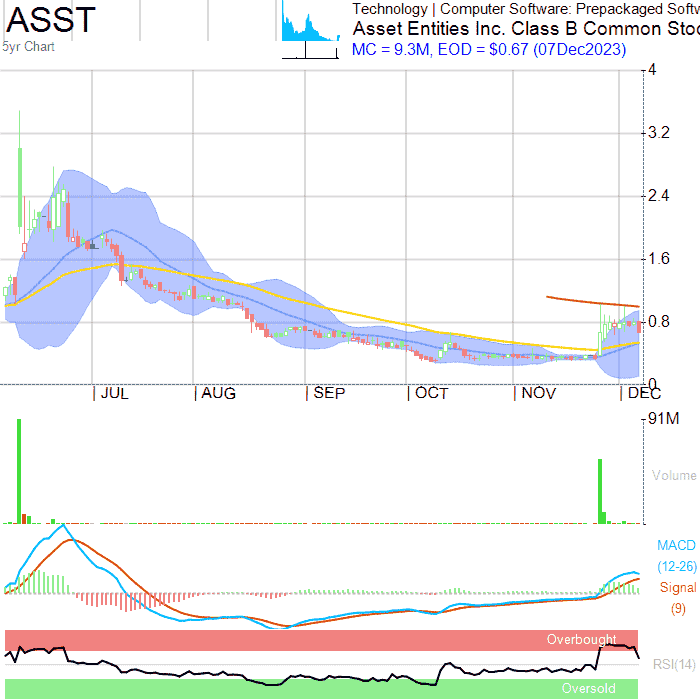 ASST
5yr Chart
Technology | Computer Software: Prepackaged Softw
Asset Entities Inc. Class B Common Stoc
MC = 9.3M, EOD = $0.67 (07Dec2023)
4
3.2
2.4
1.6
0.8
0
JUL
AUG
SEP
OCT
NOV
DEC
91M
Volume
MACD
(12-26)
Signal
(9)
Overbought
RSI(14)
Oversold